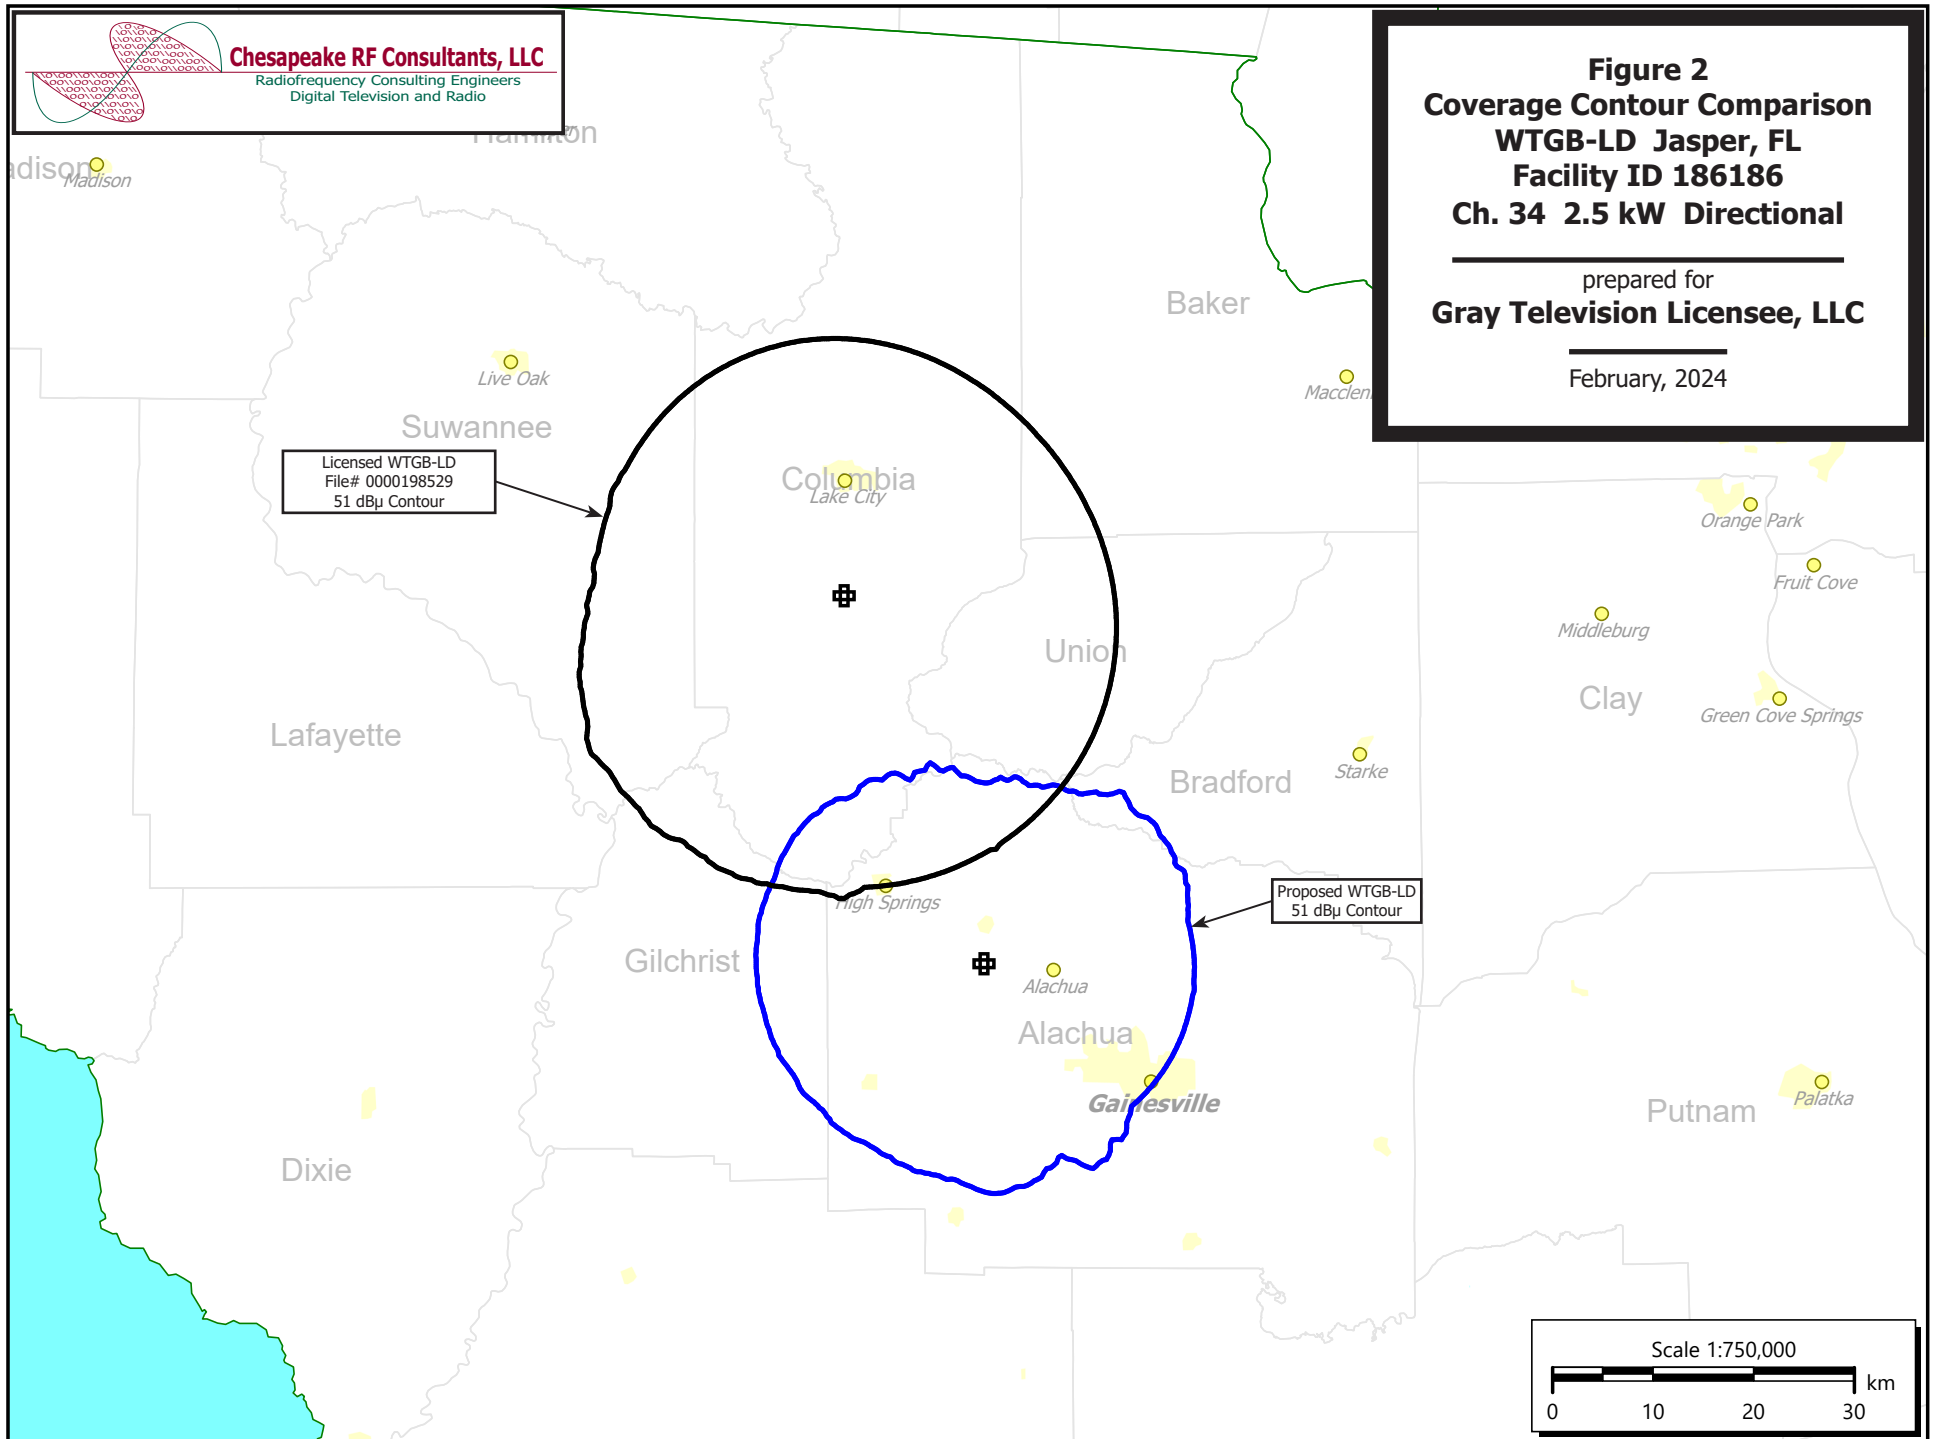 Chesapeake RF Consultants, LLC
Radiofrequency Consulting Engineers
Digital Television and Radio
Figure 2
Coverage Contour Comparison
WTGB-LD Jasper, FL
Facility ID 186186
Ch. 34 2.5 kW Directional
prepared for
Gray Television Licensee, LLC
February, 2024
Hamilton
adison
Madison
Baker
Live Oak
Macclen
Suwannee
Licensed WTGB-LD
File# 0000198529
51 dBµ Contour
Columbia
Lake City
Orange Park
Fruit Cove
Middleburg
Union
Clay
Green Cove Springs
Lafayette
Bradford
Starke
Proposed WTGB-LD
51 dBµ Contour
High Springs
Gilchrist
Alachua
Alachua
Gainesville
Palatka
Putnam
Dixie
Scale 1:750,000
km
0 10 20 30